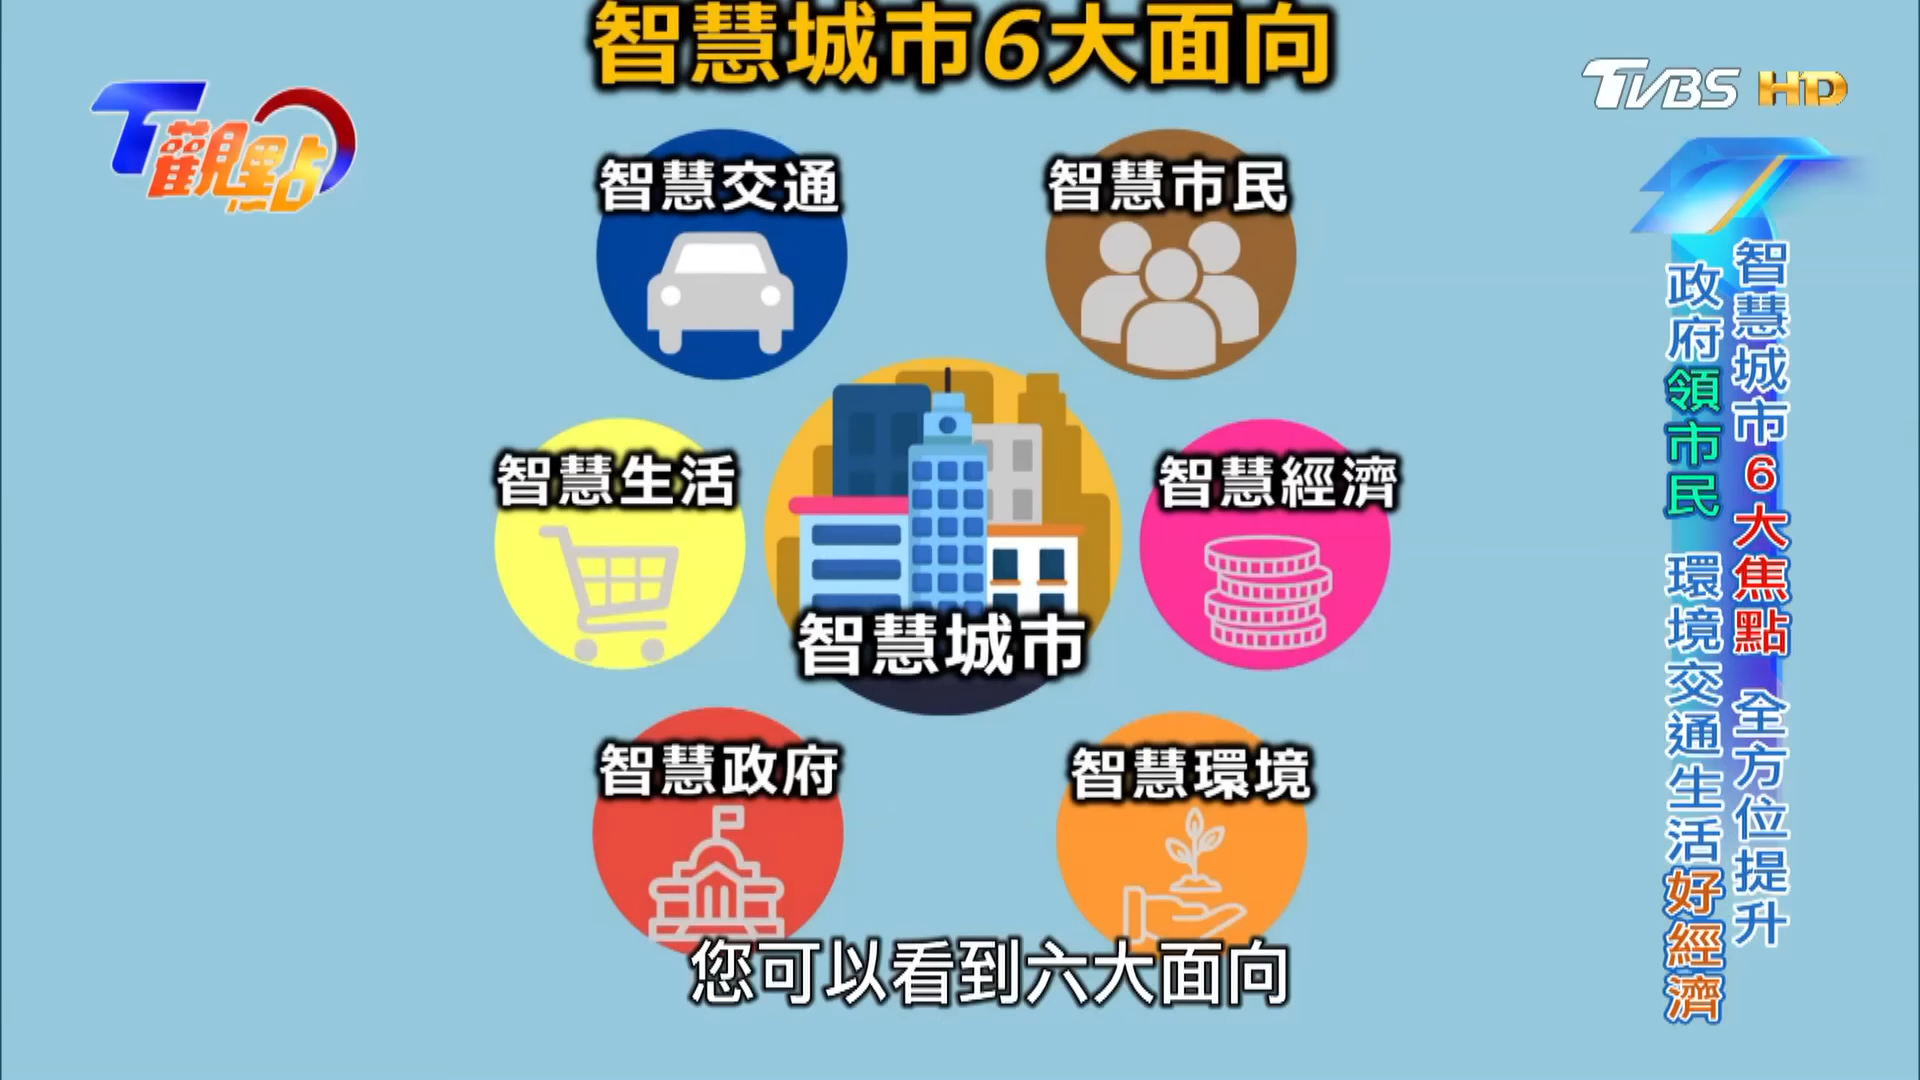 智慧城市6大面向
T觀點
TVBS HD
智慧交通
智慧市民
智慧生活
智慧經濟
智慧城市
智慧政府
智慧環境
智慧城市6大焦點 全方位提升
政府領市民 環境交通生活好經濟
您可以看到六大面向